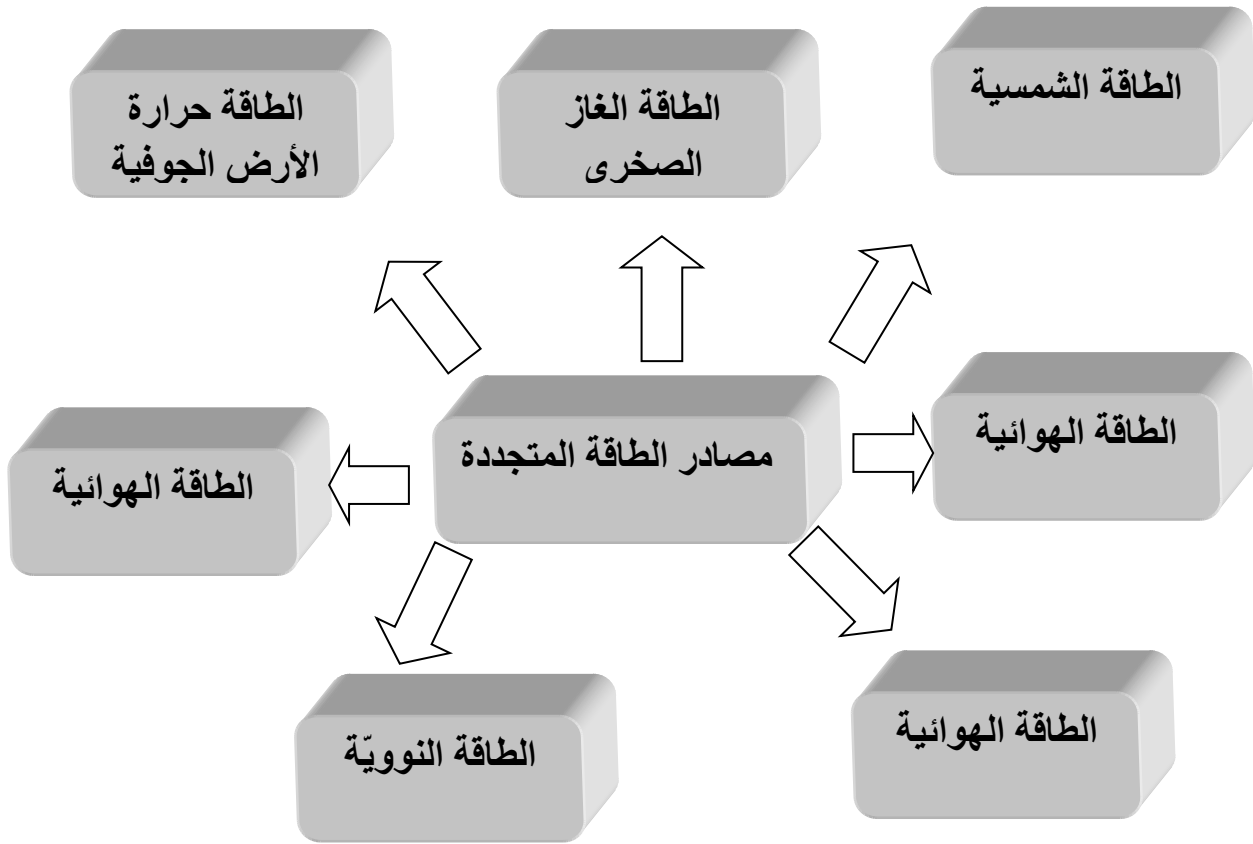 الطاقة الشمسية
الطاقة الغاز
الصخرى
الطاقة حرارة
الأرض الجوفية
الطاقة الهوائية
مصادر الطاقة المتجددة
الطاقة الهوائية
الطاقة الهوائية
الطاقة النوويّة